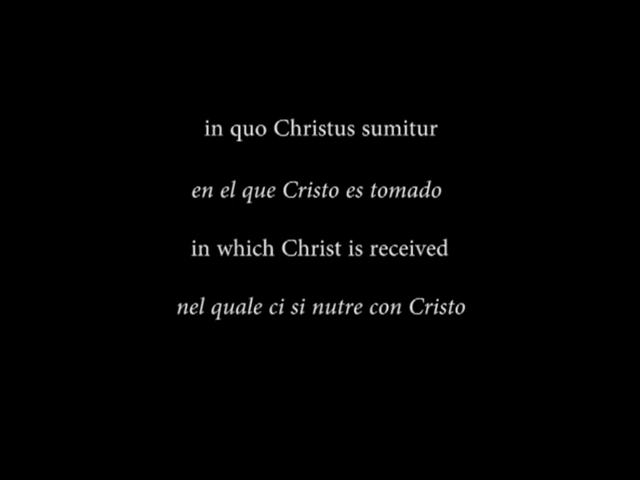 in quo Christus sumitur
en el que Cristo es tomado
in which Christ is received
nel quale ci si nutre con Cristo